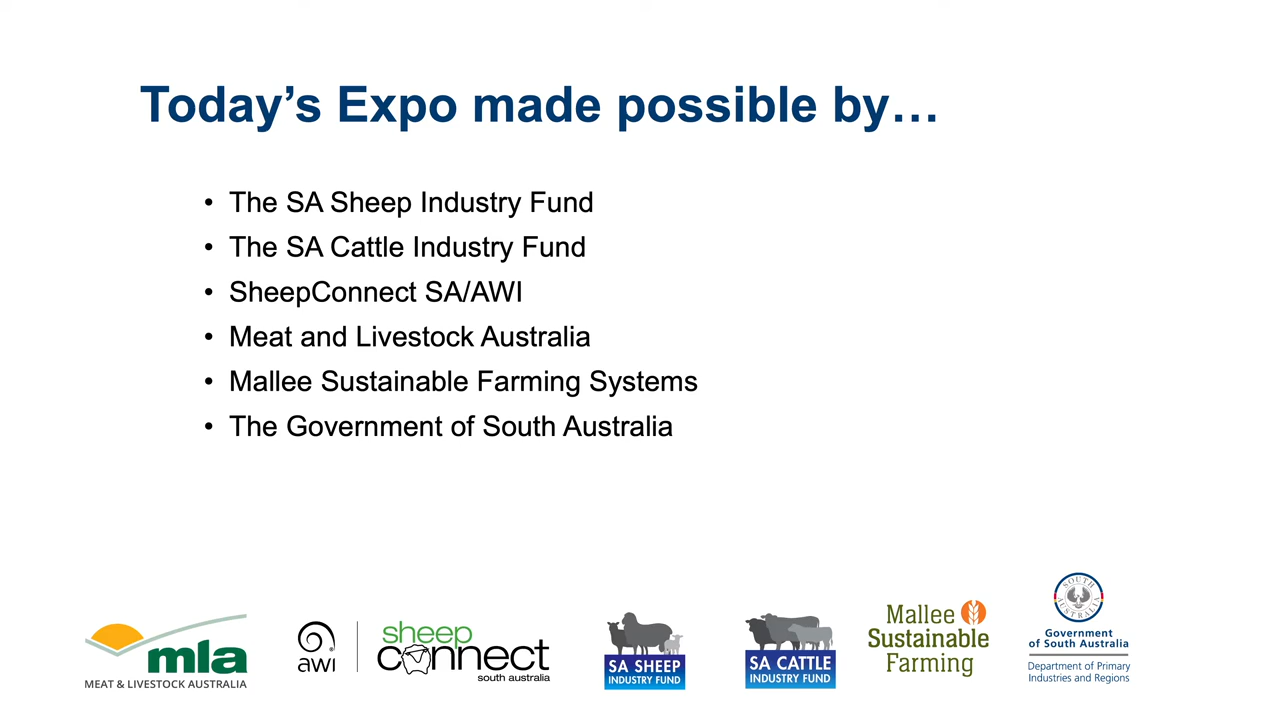 Today’s Expo made possible by…
• The SA Sheep Industry Fund
• The SA Cattle Industry Fund
• SheepConnect SA/AWI
• Meat and Livestock Australia
• Mallee Sustainable Farming Systems
• The Government of South Australia
mla
MEAT & LIVESTOCK AUSTRALIA
AWI
sheep
connect
south australia
SA SHEEP
INDUSTRY FUND
SA CATTLE
INDUSTRY FUND
Mallee
Sustainable
Farming
SOUTH
AUSTRALIA
Government
of South Australia
Department of Primary
Industries and Regions